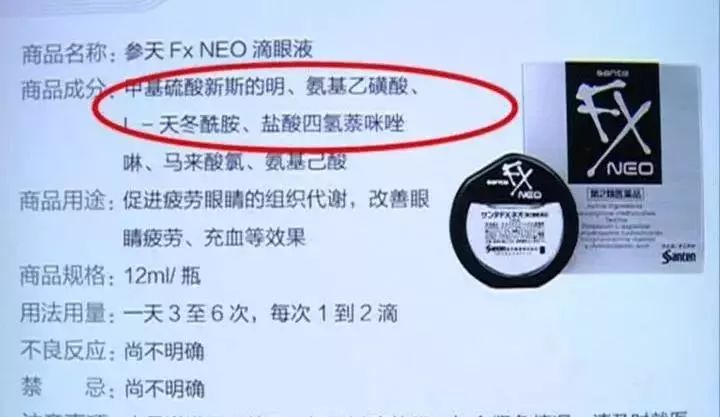 商品名称：参天 Fx NEO 滴眼液
商品成分：甲基硫酸新斯的明、氨基乙磺酸、
L－天冬酰胺、盐酸四氢萘咪唑
啉、马来酸氯、氨基己酸
商品用途：促进疲劳眼睛的组织代谢，改善眼
睛疲劳、充血等效果
商品规格：12ml/ 瓶
用法用量：一天 3 至 6 次，每次 1 到 2 滴
不良反应：尚不明确
禁 忌：尚不明确
santa
FX
NEO
第2類医薬品
Santen
santa
FX
NEO
サンテFXネオ
Santen